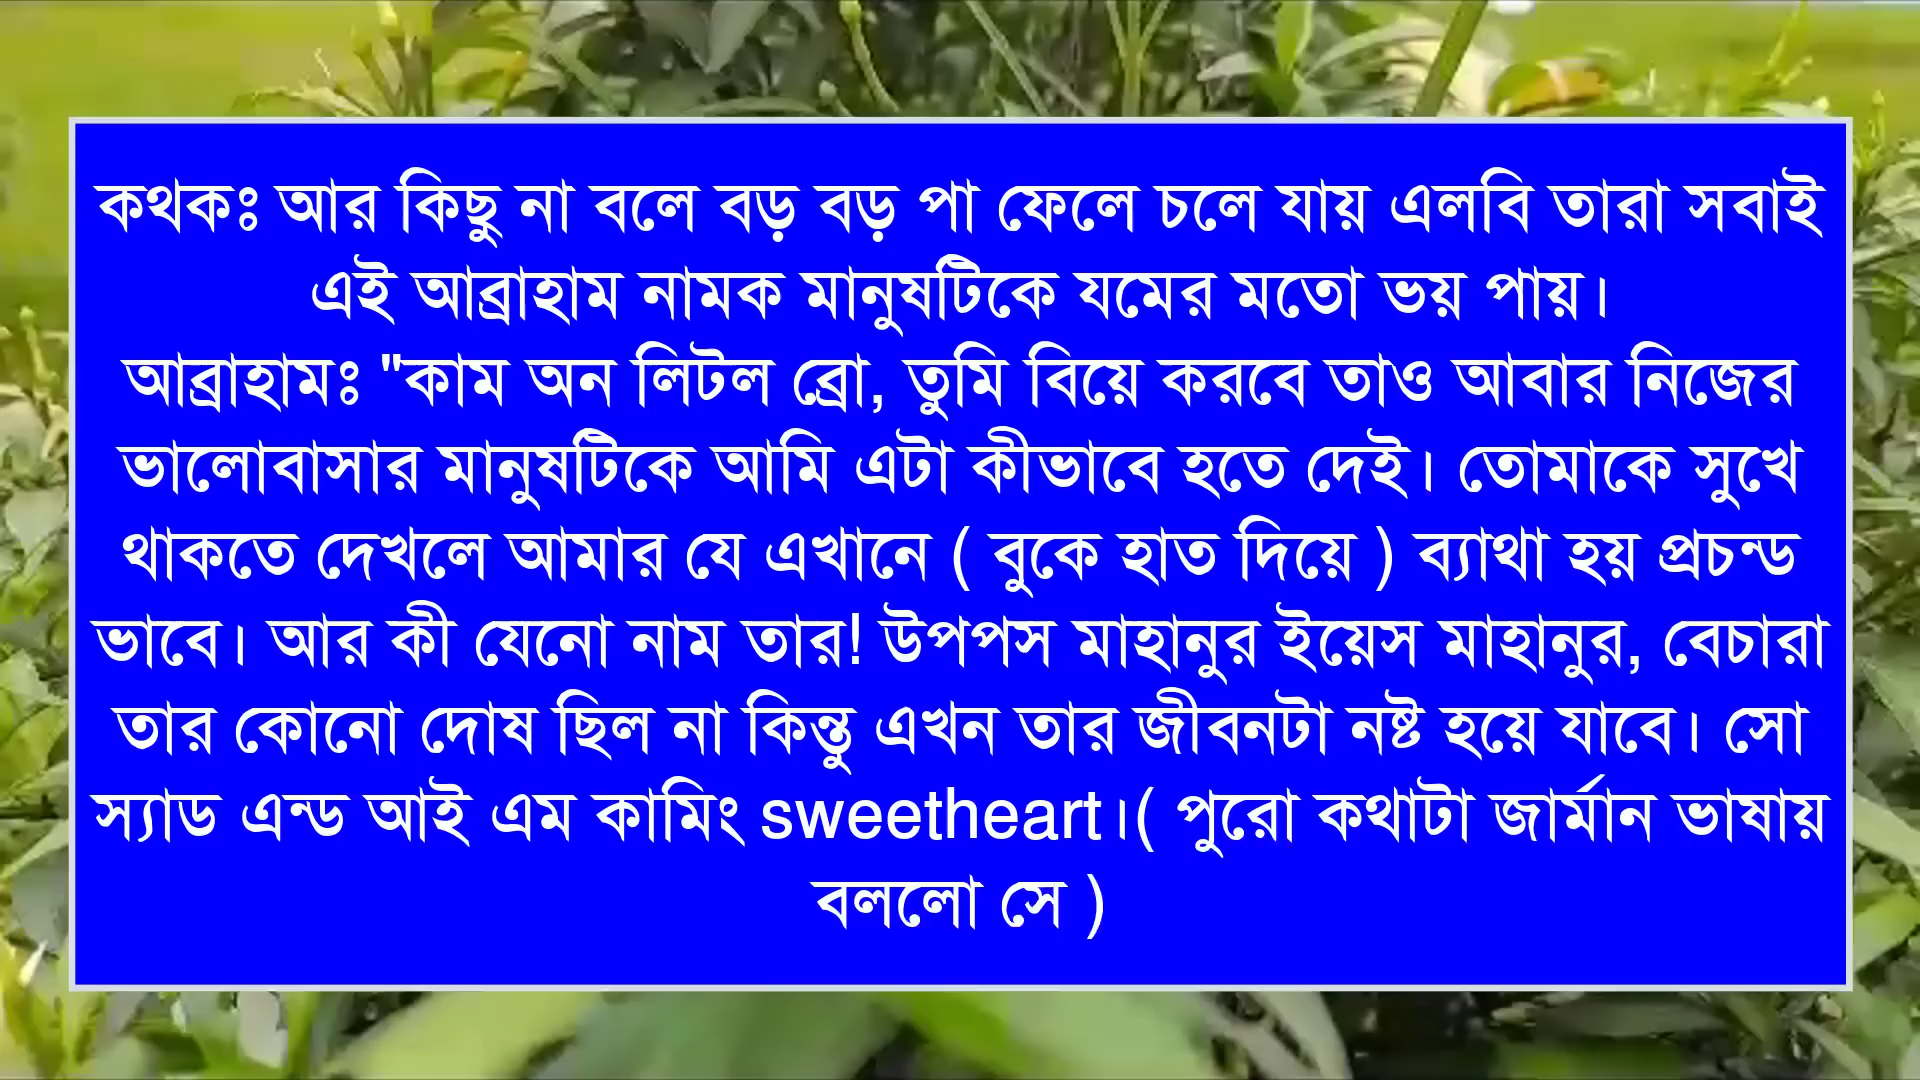 কথকঃ আর কিছু না বলে বড় বড় পা ফেলে চলে যায় এলবি তারা সবাই
এই আব্রাহাম নামক মানুষটিকে যমের মতো ভয় পায়।
আব্রাহামঃ "কাম অন লিটল ব্রো, তুমি বিয়ে করবে তাও আবার নিজের
ভালোবাসার মানুষটিকে আমি এটা কীভাবে হতে দেই। তোমাকে সুখে
থাকতে দেখলে আমার যে এখানে ( বুকে হাত দিয়ে ) ব্যাথা হয় প্রচন্ড
ভাবে। আর কী যেনো নাম তার! উপপস মাহানুর ইয়েস মাহানুর, বেচারা
তার কোনো দোষ ছিল না কিন্তু এখন তার জীবনটা নষ্ট হয়ে যাবে। সো
স্যাড এন্ড আই এম কামিং sweetheart।( পুরো কথাটা জার্মান ভাষায়
বললো সে )